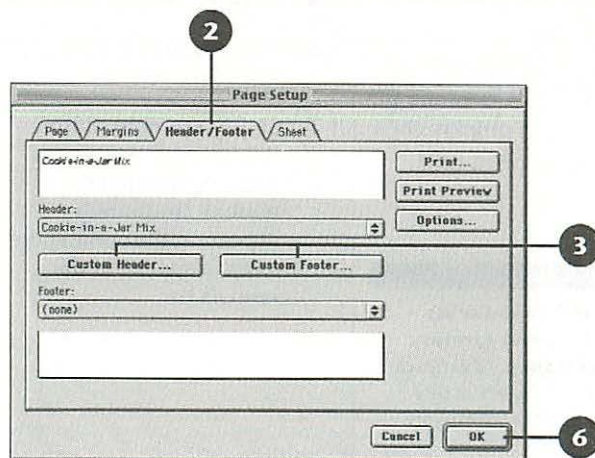 2
Page Setup
Page Margins Header/Footer Sheet
Cookie-in-a-Jar Mix
Print...
Print Preview
Header:
Options...
Cookie-in-a-Jar Mix
3
Custom Header... Custom Footer...
Footer:
(none)
Cancel OK
6